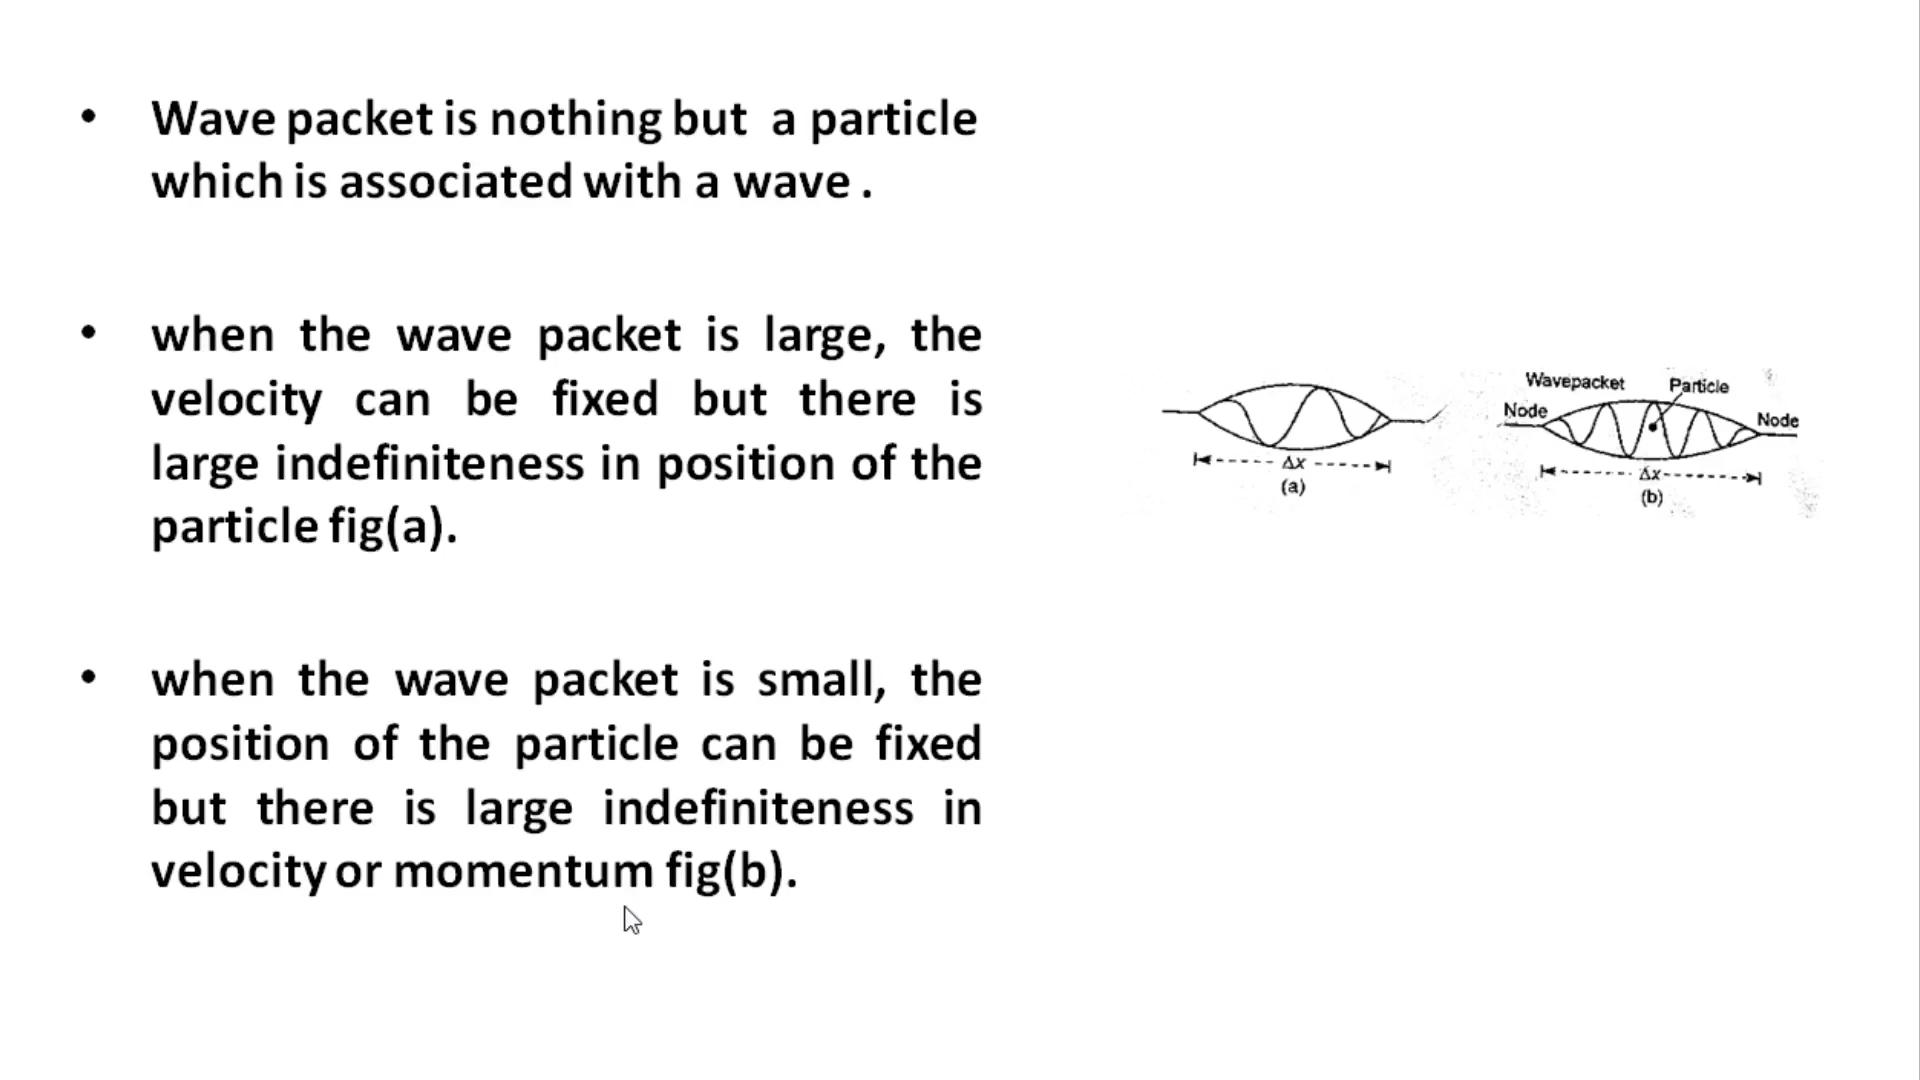 • Wave packet is nothing but a particle
which is associated with a wave .
• when the wave packet is large, the
velocity can be fixed but there is
large indefiniteness in position of the
particle fig(a).
• when the wave packet is small, the
position of the particle can be fixed
but there is large indefiniteness in
velocity or momentum fig(b).
Δx
(a)
Wavepacket Particle
Node Node
Δx
(b)